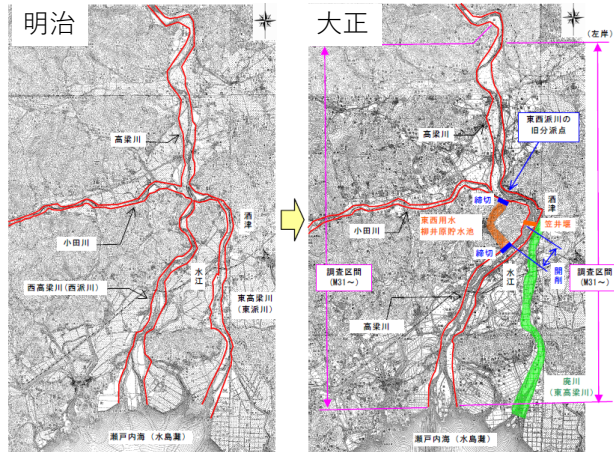 明治
高梁川
酒津
小田川
水江
西高梁川(西派川)
東高梁川
(東派川)
瀬戸内海(水島灘)
大正
(左岸)
東西派川の
旧分派点
高梁川
締切
酒津
東西用水
柳井原貯水池
笠井堰
小田川
締切
開削
水江
調査区間
(M31~)
調査区間
(M31~)
高梁川
廃川
(東高梁川)
瀬戸内海(水島灘)